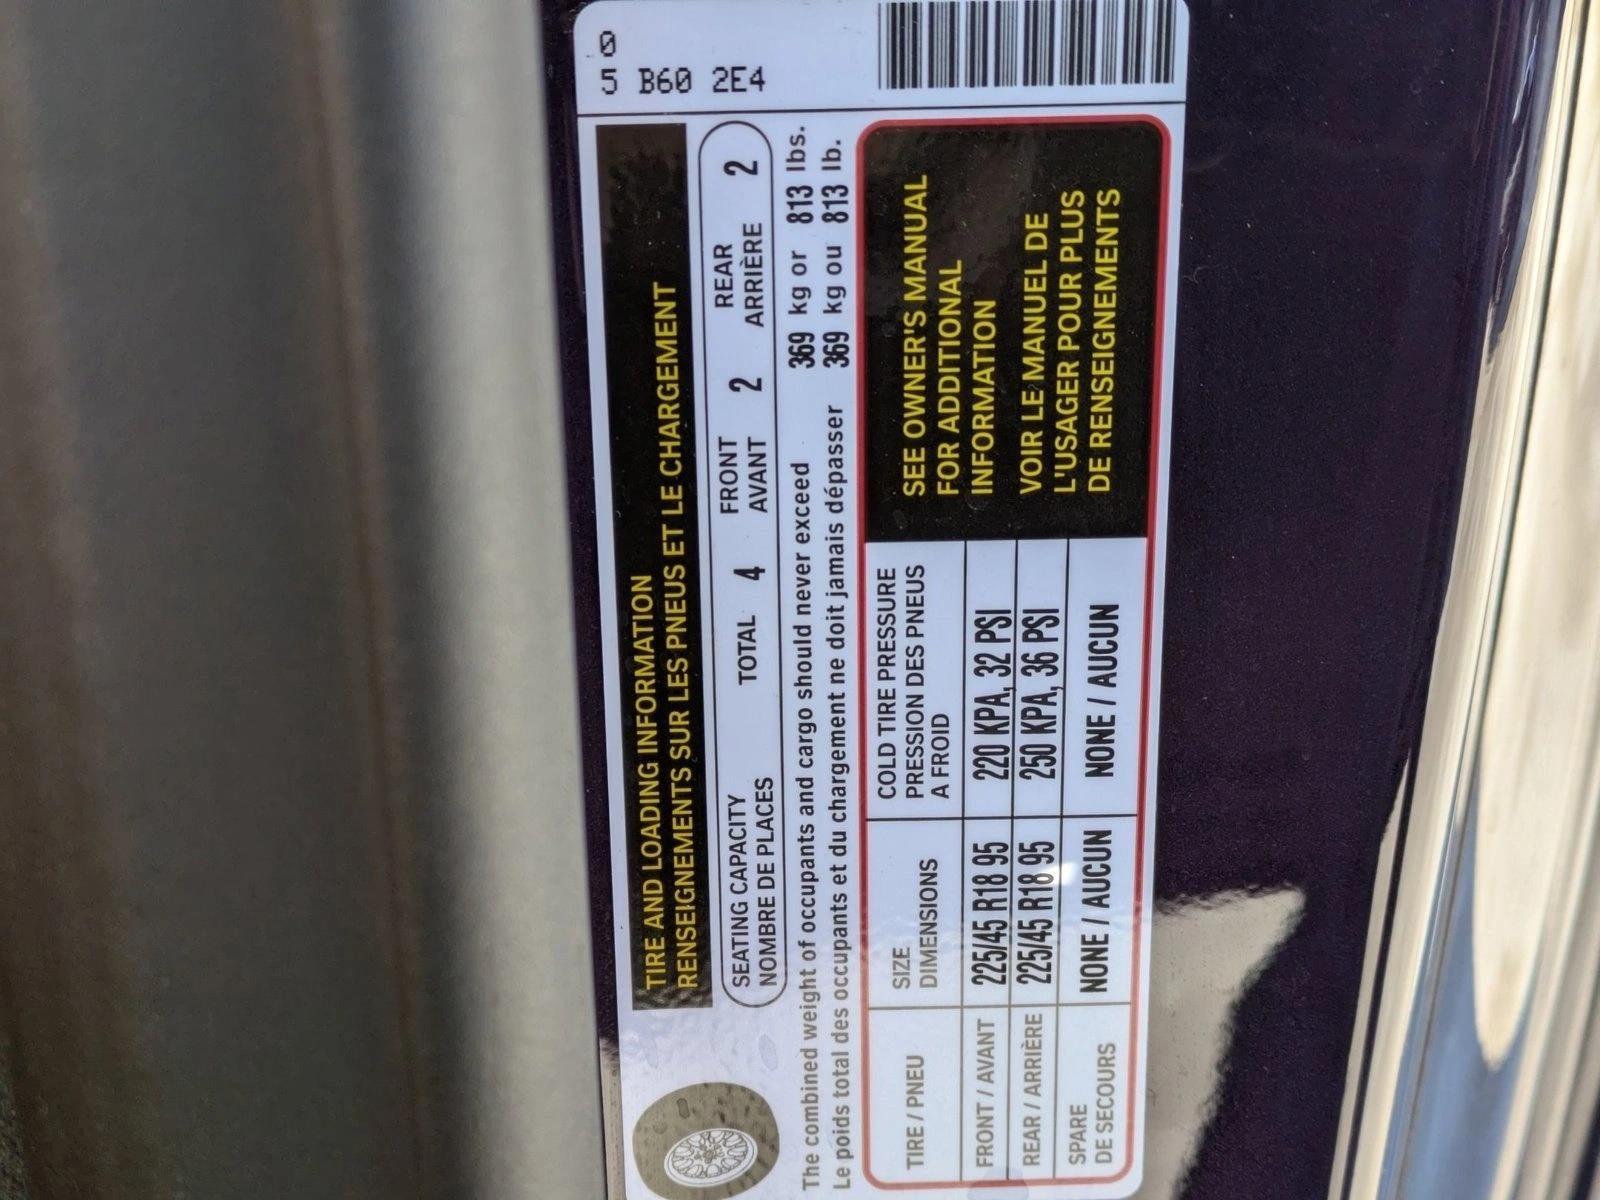 0
5 B60 2E4
TIRE AND LOADING INFORMATION
RENSEIGNEMENTS SUR LES PNEUS ET LE CHARGEMENT
SEATING CAPACITY TOTAL 4 FRONT 2 REAR 2
NOMBRE DE PLACES AVANT ARRIÈRE
The combined weight of occupants and cargo should never exceed 369 kg or 813 lbs.
Le poids total des occupants et du chargement ne doit jamais dépasser 369 kg ou 813 lb.
TIRE / PNEU
SIZE
DIMENSIONS
COLD TIRE PRESSURE
PRESSION DES PNEUS
A FROID
FRONT / AVANT 225/45 R18 95 220 KPA, 32 PSI
REAR / ARRIÈRE 225/45 R18 95 250 KPA, 36 PSI
SPARE
DE SECOURS
NONE / AUCUN NONE / AUCUN
SEE OWNER'S MANUAL
FOR ADDITIONAL
INFORMATION
VOIR LE MANUEL DE
L'USAGER POUR PLUS
DE RENSEIGNEMENTS